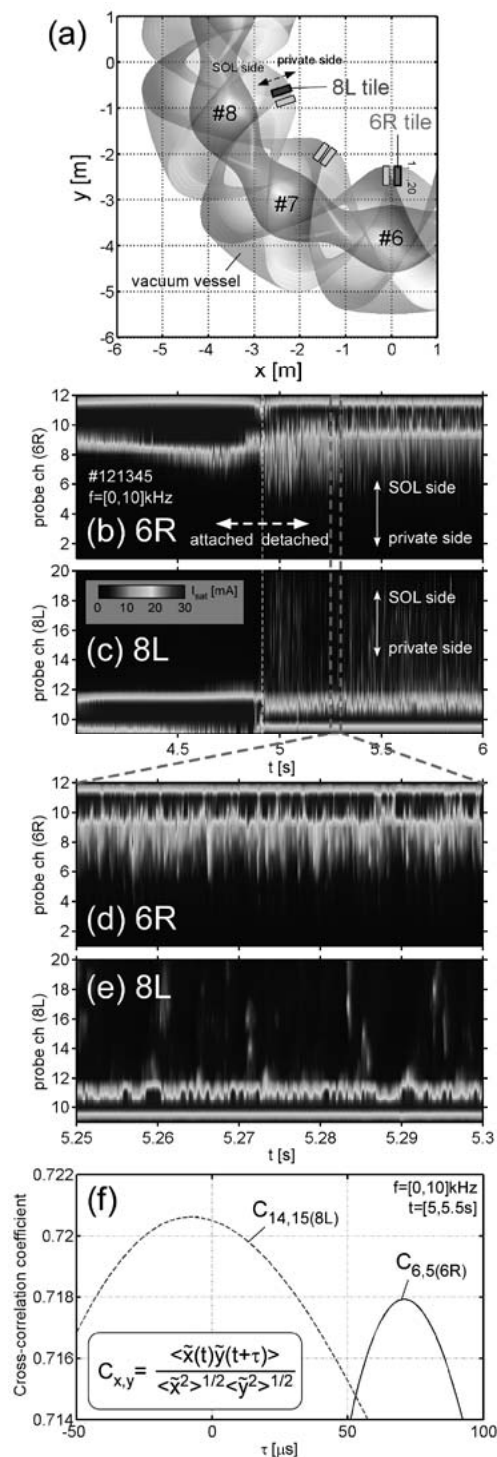 (a)
SOL side
private side
8L tile
6R tile
#8
#7
#6
1
20
vacuum vessel
y [m]
1
0
-1
-2
-3
-4
-5
-6
-6 -5 -4 -3 -2 -1 0 1
x [m]
probe ch (6R)
12
10
8
6
4
2
#121345
f=[0,10]kHz
SOL side
attached
detached
private side
(b) 6R
probe ch (8L)
20
18
16
14
12
10
I_sat [mA]
0 10 20 30
SOL side
private side
(c) 8L
4.5 5 5.5 6
t [s]
probe ch (6R)
12
10
8
6
4
2
(d) 6R
probe ch (8L)
20
18
16
14
12
10
(e) 8L
5.25 5.26 5.27 5.28 5.29 5.3
t [s]
Cross-correlation coefficient
0.722
0.72
0.718
0.716
0.714
(f)
f=[0,10]kHz
t=[5,5.5s]
C_14,15(8L)
C_6,5(6R)
C_x,y = <x̃(t)ỹ(t+τ)> / <x̃²>^1/2<ỹ²>^1/2
-50 0 50 100
τ [μs]